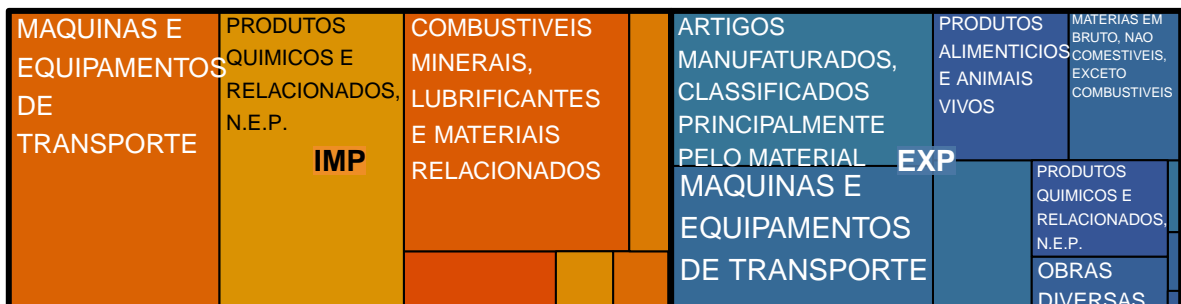 MAQUINAS E
EQUIPAMENTOS
DE
TRANSPORTE
PRODUTOS
QUIMICOS E
RELACIONADOS,
N.E.P.
IMP
COMBUSTIVEIS
MINERAIS,
LUBRIFICANTES
E MATERIAIS
RELACIONADOS
ARTIGOS
MANUFATURADOS,
CLASSIFICADOS
PRINCIPALMENTE
PELO MATERIAL
EXP
PRODUTOS
ALIMENTICIOS
E ANIMAIS
VIVOS
MATERIAS EM
BRUTO, NAO
COMESTIVEIS,
EXCETO
COMBUSTIVEIS
MAQUINAS E
EQUIPAMENTOS
DE TRANSPORTE
PRODUTOS
QUIMICOS E
RELACIONADOS,
N.E.P.
OBRAS
DIVERSAS